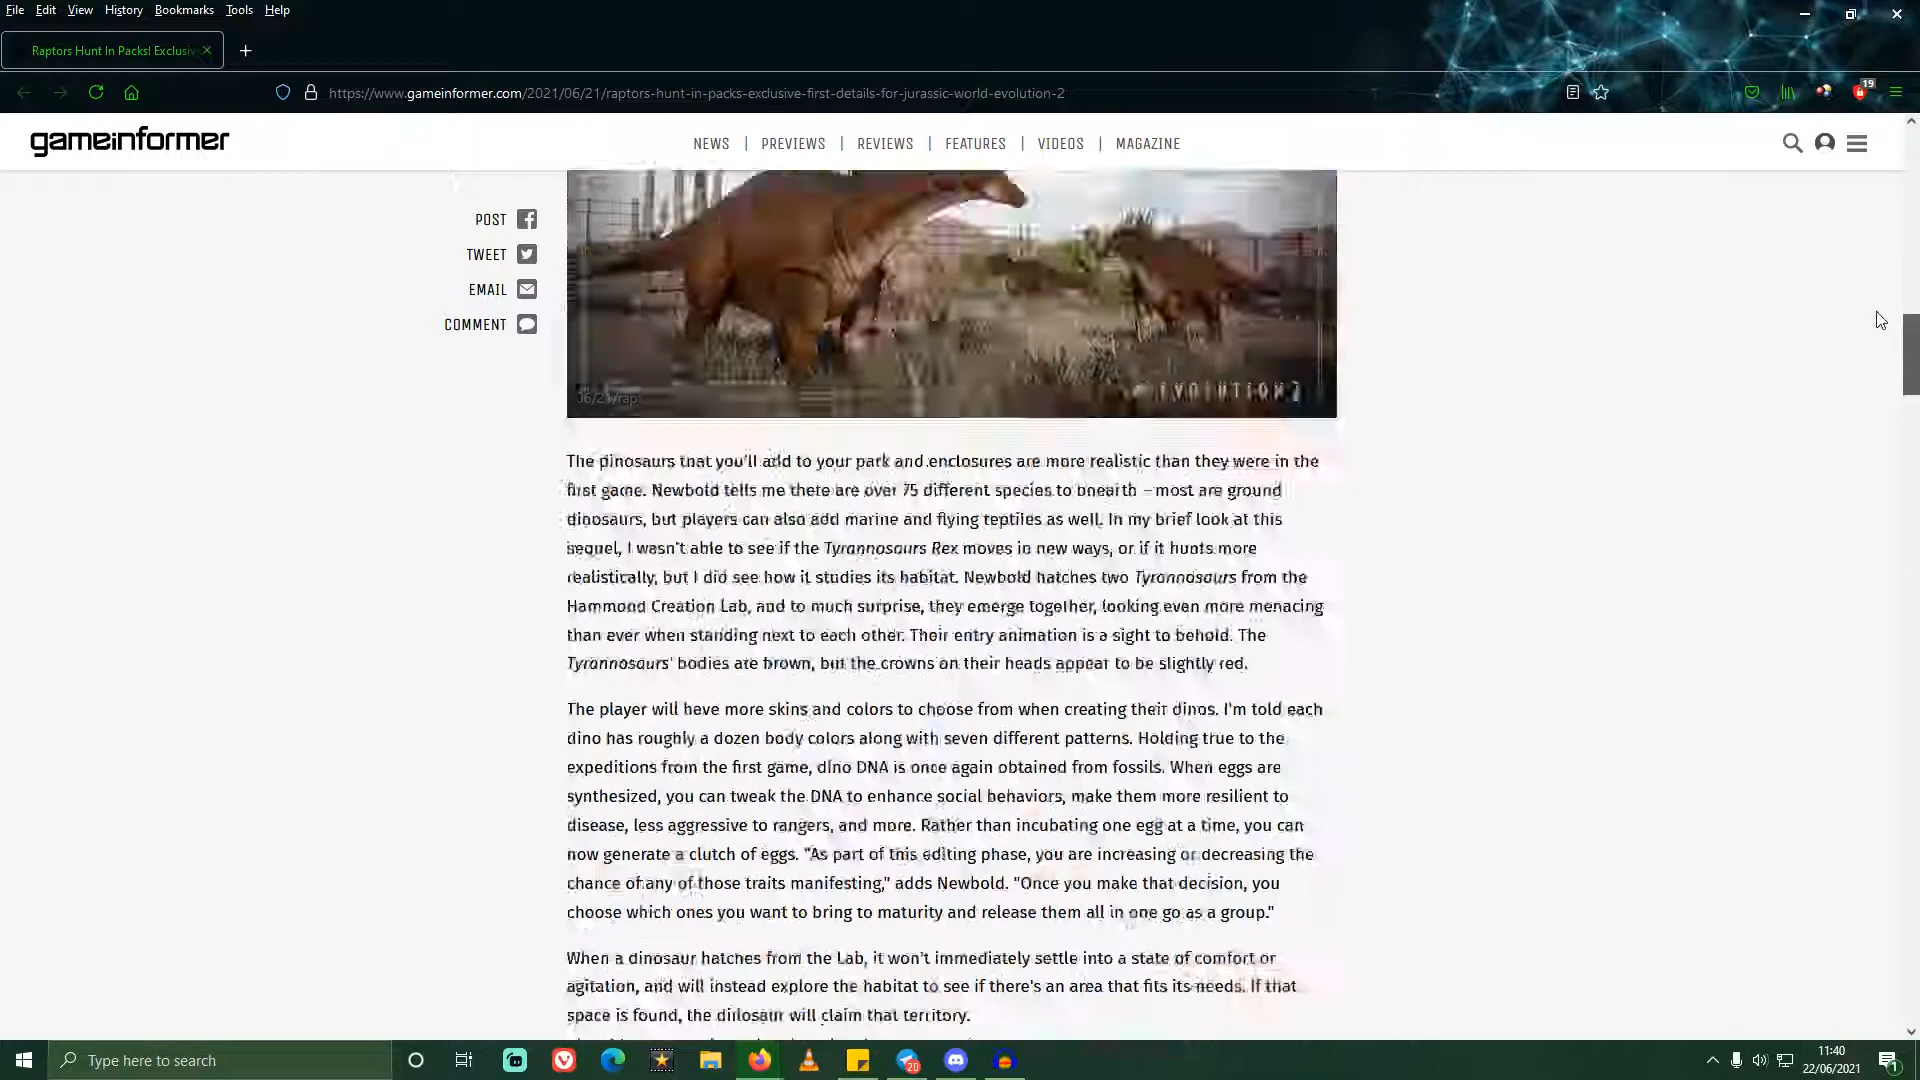 File Edit View History Bookmarks Tools Help
Raptors Hunt In Packs! Exclusiv
https://www.gameinformer.com/2021/06/21/raptors-hunt-in-packs-exclusive-first-details-for-jurassic-world-evolution-2
19
gameinformer
NEWS | PREVIEWS | REVIEWS | FEATURES | VIDEOS | MAGAZINE
POST
TWEET
EMAIL
COMMENT
06/21/rapt
EVOLUTION 2
The dinosaurs that you'll add to your park and enclosures are more realistic than they were in the
first game. Newbold tells me there are over 75 different species to unearth – most are ground
dinosaurs, but players can also add marine and flying reptiles as well. In my brief look at this
sequel, I wasn't able to see if the Tyrannosaurs Rex moves in new ways, or if it hunts more
realistically, but I did see how it studies its habitat. Newbold hatches two Tyrannosaurs from the
Hammond Creation Lab, and to much surprise, they emerge together, looking even more menacing
than ever when standing next to each other. Their entry animation is a sight to behold. The
Tyrannosaurs' bodies are brown, but the crowns on their heads appear to be slightly red.
The player will have more skins and colors to choose from when creating their dinos. I'm told each
dino has roughly a dozen body colors along with seven different patterns. Holding true to the
expeditions from the first game, dino DNA is once again obtained from fossils. When eggs are
synthesized, you can tweak the DNA to enhance social behaviors, make them more resilient to
disease, less aggressive to rangers, and more. Rather than incubating one egg at a time, you can
now generate a clutch of eggs. "As part of this editing phase, you are increasing or decreasing the
chance of any of those traits manifesting," adds Newbold. "Once you make that decision, you
choose which ones you want to bring to maturity and release them all in one go as a group."
When a dinosaur hatches from the Lab, it won't immediately settle into a state of comfort or
agitation, and will instead explore the habitat to see if there's an area that fits its needs. If that
space is found, the dinosaur will claim that territory.
Type here to search
20
11:40
22/06/2021
1